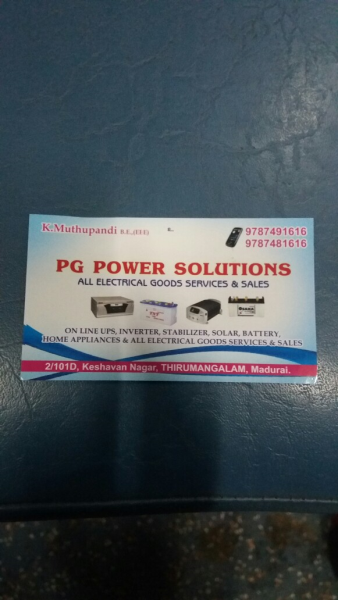 K.Muthupandi B.E.,(EEE)
9787491616
9787481616
PG POWER SOLUTIONS
ALL ELECTRICAL GOODS SERVICES & SALES
ON LINE UPS, INVERTER, STABILIZER, SOLAR, BATTERY,
HOME APPLIANCES & ALL ELECTRICAL GOODS SERVICES & SALES
2/101D, Keshavan Nagar, THIRUMANGALAM, Madurai.